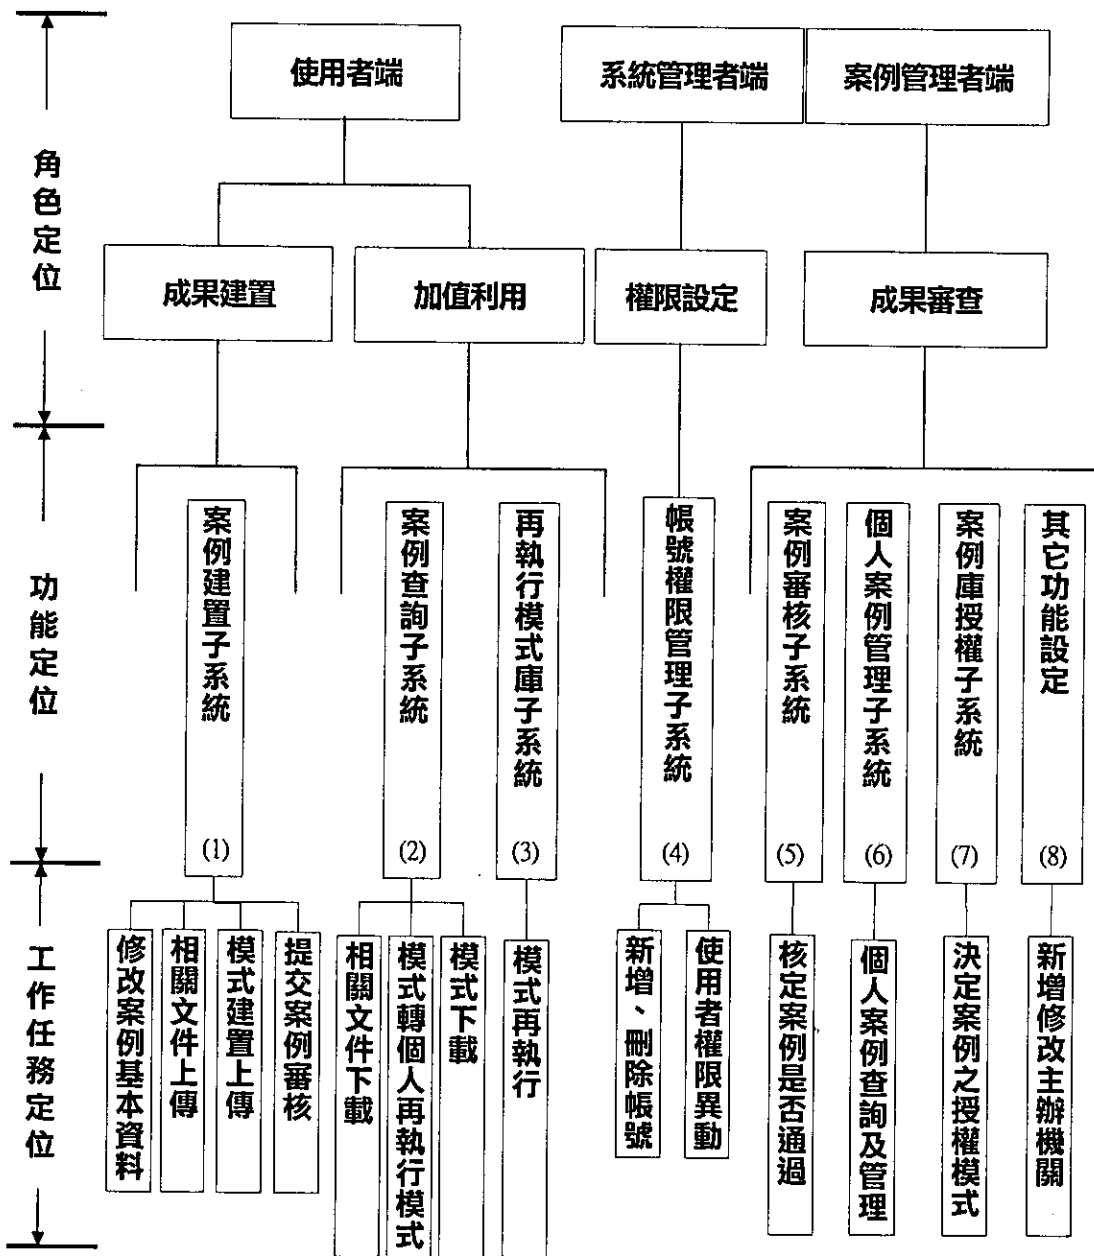 使用者端
系統管理者端
案例管理者端
角色定位
成果建置
加值利用
權限設定
成果審查
功能定位
案例建置子系統
(1)
案例查詢子系統
(2)
再執行模式庫子系統
(3)
帳號權限管理子系統
(4)
案例審核子系統
(5)
個人案例管理子系統
(6)
案例庫授權子系統
(7)
其它功能設定
(8)
工作任務定位
修改案例基本資料
相關文件上傳
模式建置上傳
提交案例審核
相關文件下載
模式轉個人再執行模式
模式下載
模式再執行
新增、刪除帳號
使用者權限異動
核定案例是否通過
個人案例查詢及管理
決定案例之授權模式
新增修改主辦機關